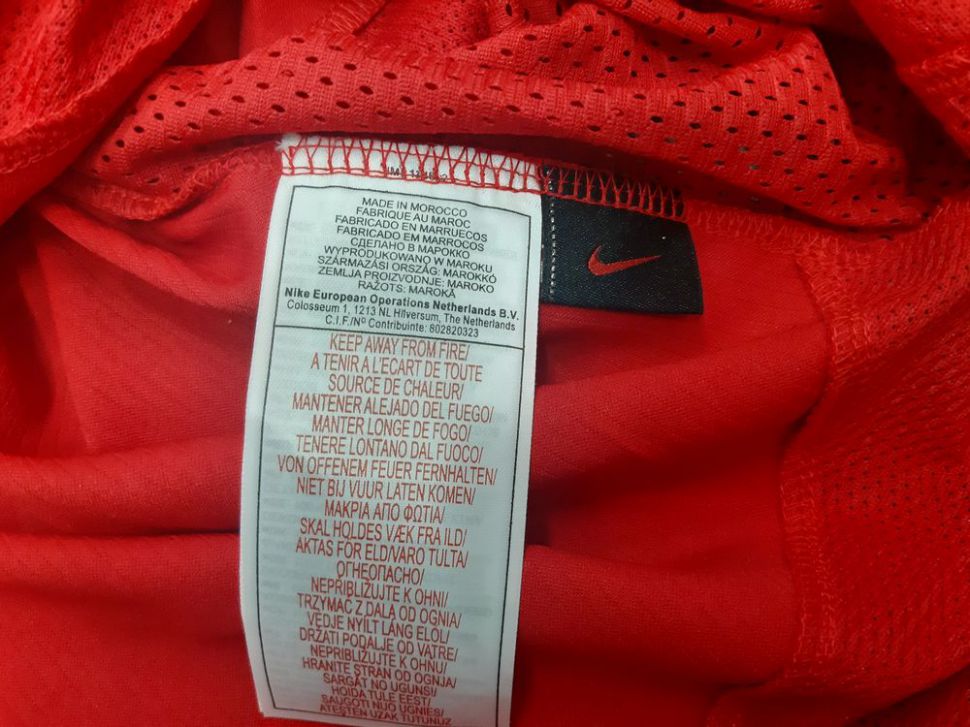 MADE IN MOROCCO
FABRIQUE AU MAROC
FABRICADO EN MARRUECOS
FABRICADO EM MARROCOS
СДЕЛАНО В МАРОККО
WYPRODUKOWANO W MAROKU
SZÁRMAZÁSI ORSZÁG: MAROKKÓ
ZEMLJA PROIZVODNJE: MAROKO
RAŽOTS: MAROKĀ
Nike European Operations Netherlands B.V.
Colosseum 1, 1213 NL Hilversum, The Netherlands
C.I.F./Nº Contribuinte: 802820323
KEEP AWAY FROM FIRE/
A TENIR A L'ECART DE TOUTE
SOURCE DE CHALEUR/
MANTENER ALEJADO DEL FUEGO/
MANTER LONGE DE FOGO/
TENERE LONTANO DAL FUOCO/
VON OFFENEM FEUER FERNHALTEN/
NIET BIJ VUUR LATEN KOMEN/
ΜΑΚΡΙΑ ΑΠΟ ΦΩΤΙΑ/
SKAL HOLDES VÆK FRA ILD/
AKTAS FÖR ELD/VARO TULTA/
ОГНЕОПАСНО/
NEPŘIBLIŽUJTE K OHNI/
TRZYMAĆ Z DALA OD OGNIA/
VÉDJE NYÍLT LÁNG ELŐL/
DRŽATI PODALJE OD VATRE/
NEPRIBLIŽUJTE K OHŇU/
HRANITE STRAN OD OGNJA/
SARGĀT NO UGUNS/
HOIDA TULE EEST/
SAUGOTI NUO UGNIES/
ATEŞTEN UZAK TUTUNUZ